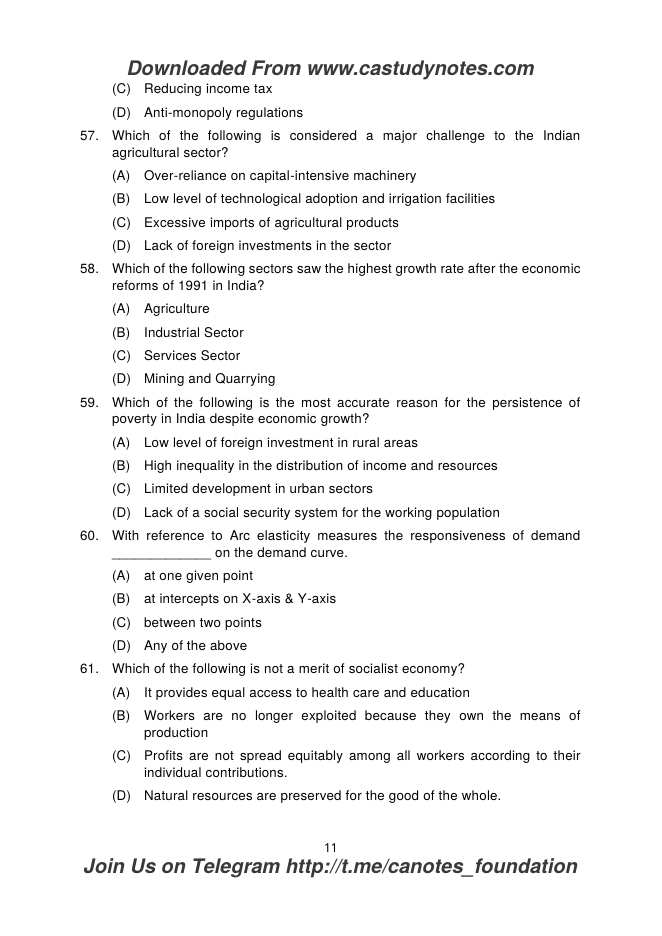 Downloaded From www.castudynotes.com
(C) Reducing income tax
(D) Anti-monopoly regulations
57. Which of the following is considered a major challenge to the Indian
agricultural sector?
(A) Over-reliance on capital-intensive machinery
(B) Low level of technological adoption and irrigation facilities
(C) Excessive imports of agricultural products
(D) Lack of foreign investments in the sector
58. Which of the following sectors saw the highest growth rate after the economic
reforms of 1991 in India?
(A) Agriculture
(B) Industrial Sector
(C) Services Sector
(D) Mining and Quarrying
59. Which of the following is the most accurate reason for the persistence of
poverty in India despite economic growth?
(A) Low level of foreign investment in rural areas
(B) High inequality in the distribution of income and resources
(C) Limited development in urban sectors
(D) Lack of a social security system for the working population
60. With reference to Arc elasticity measures the responsiveness of demand
_____________ on the demand curve.
(A) at one given point
(B) at intercepts on X-axis & Y-axis
(C) between two points
(D) Any of the above
61. Which of the following is not a merit of socialist economy?
(A) It provides equal access to health care and education
(B) Workers are no longer exploited because they own the means of
production
(C) Profits are not spread equitably among all workers according to their
individual contributions.
(D) Natural resources are preserved for the good of the whole.
11
Join Us on Telegram http://t.me/canotes_foundation